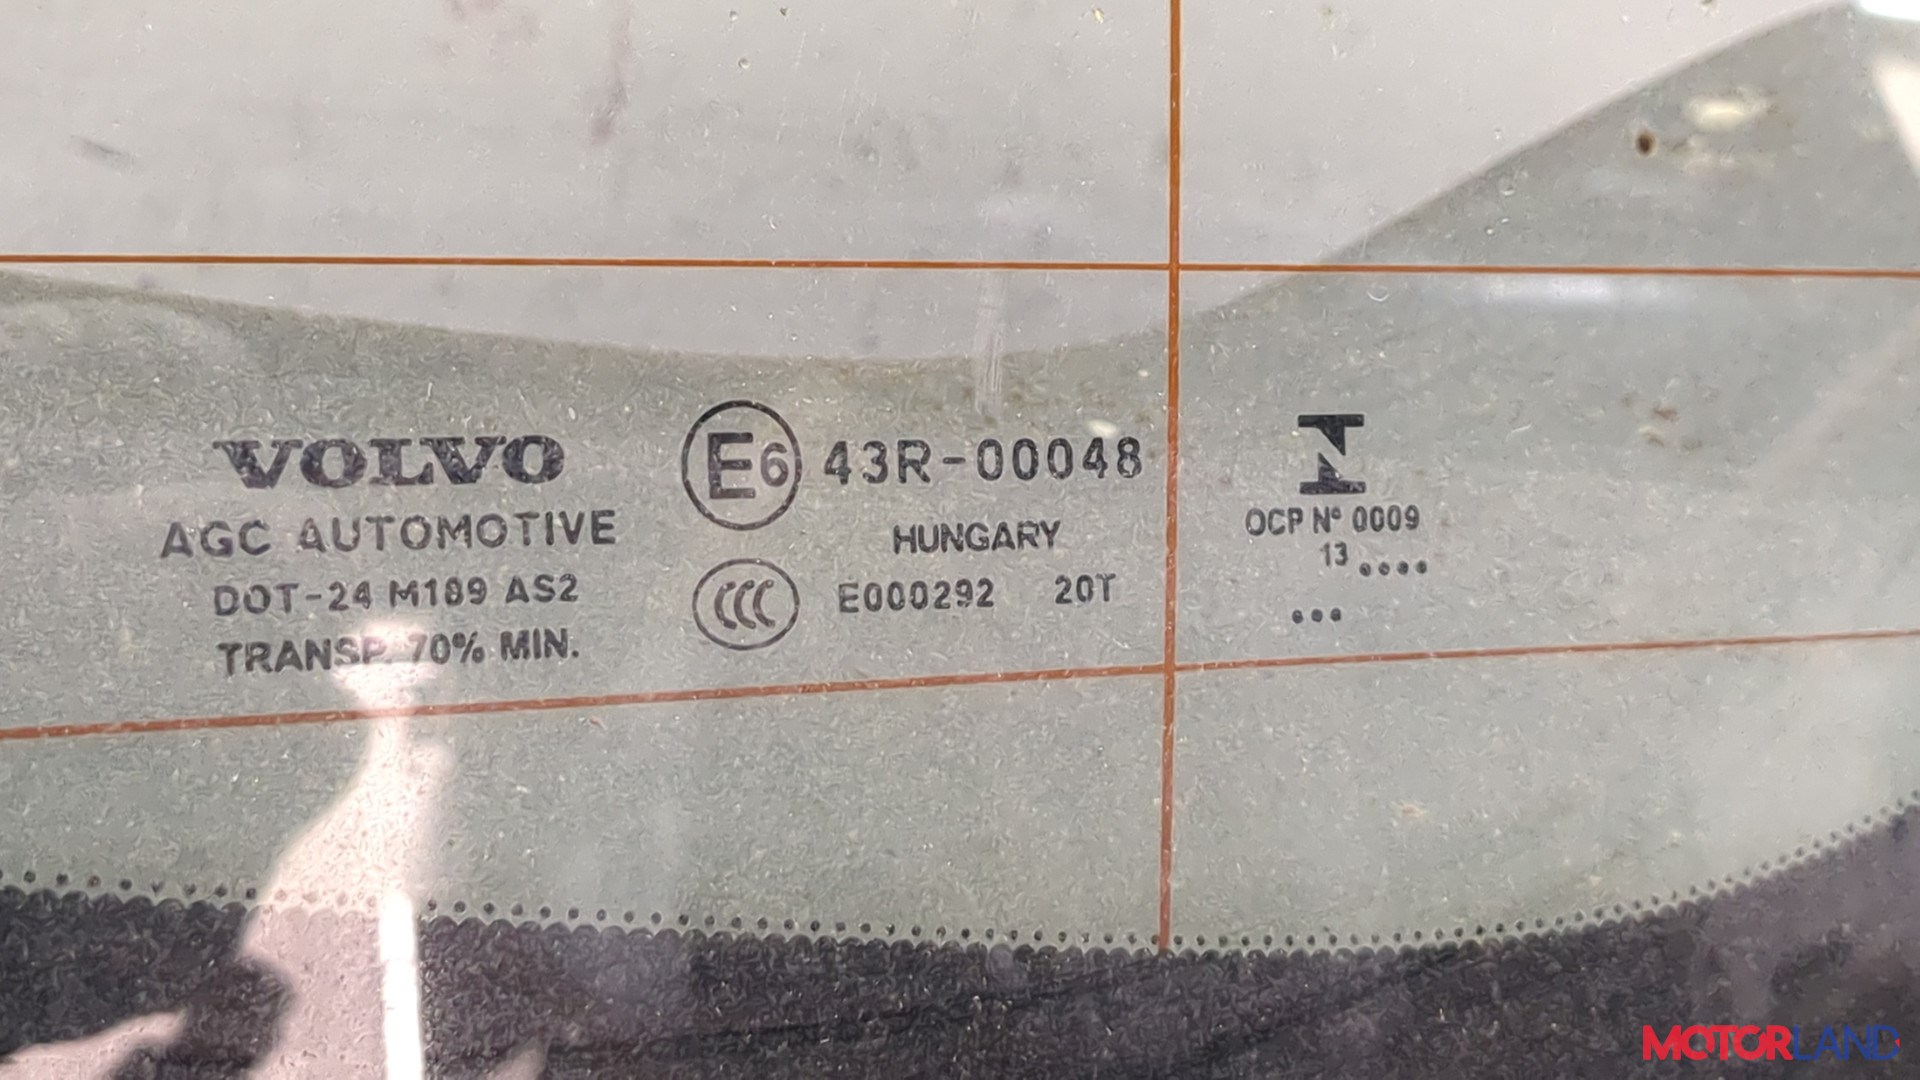 VOLVO
AGC AUTOMOTIVE
DOT-24 M189 AS2
TRANSP. 70% MIN.
E6 43R-00048
HUNGARY
CCC E000292 20T
N
OCP Nº 0009
13 ....
...
MOTORLAND